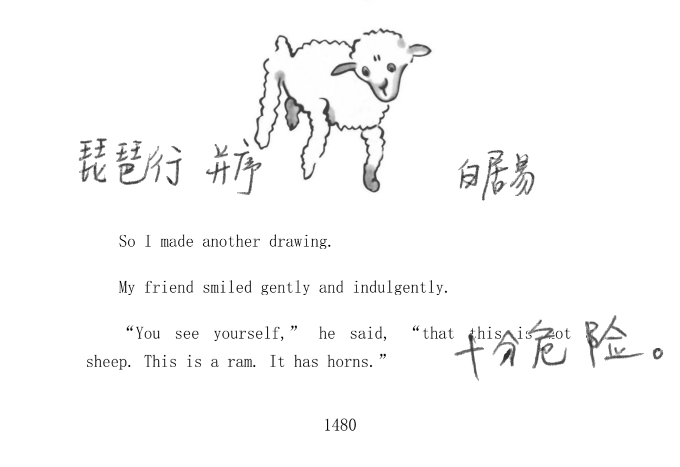 琵琶行 并序 白居易
So I made another drawing.
My friend smiled gently and indulgently.
“You see yourself,” he said, “that this is not
十分危险。
sheep. This is a ram. It has horns.”
1480